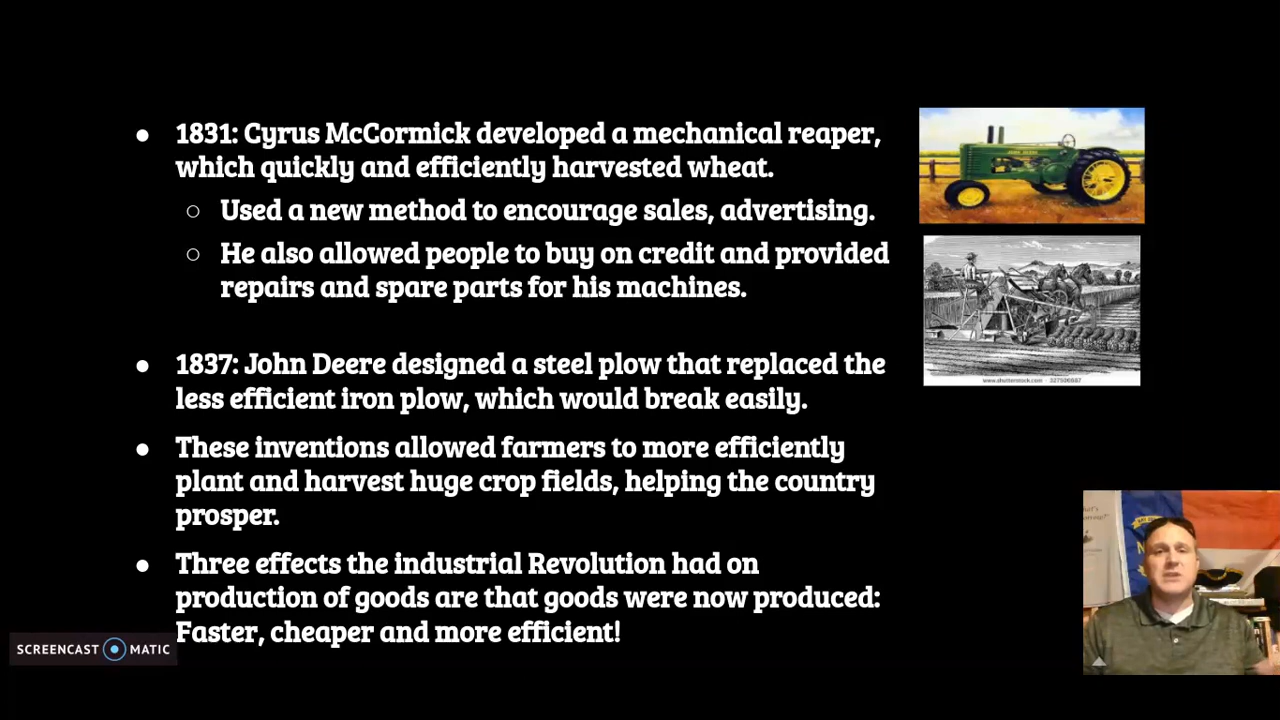 ● 1831: Cyrus McCormick developed a mechanical reaper,
which quickly and efficiently harvested wheat.
○ Used a new method to encourage sales, advertising.
○ He also allowed people to buy on credit and provided
repairs and spare parts for his machines.
● 1837: John Deere designed a steel plow that replaced the
less efficient iron plow, which would break easily.
● These inventions allowed farmers to more efficiently
plant and harvest huge crop fields, helping the country
prosper.
● Three effects the industrial Revolution had on
production of goods are that goods were now produced:
Faster, cheaper and more efficient!
www.shutterstock.com · 327506687
SCREENCAST MATIC